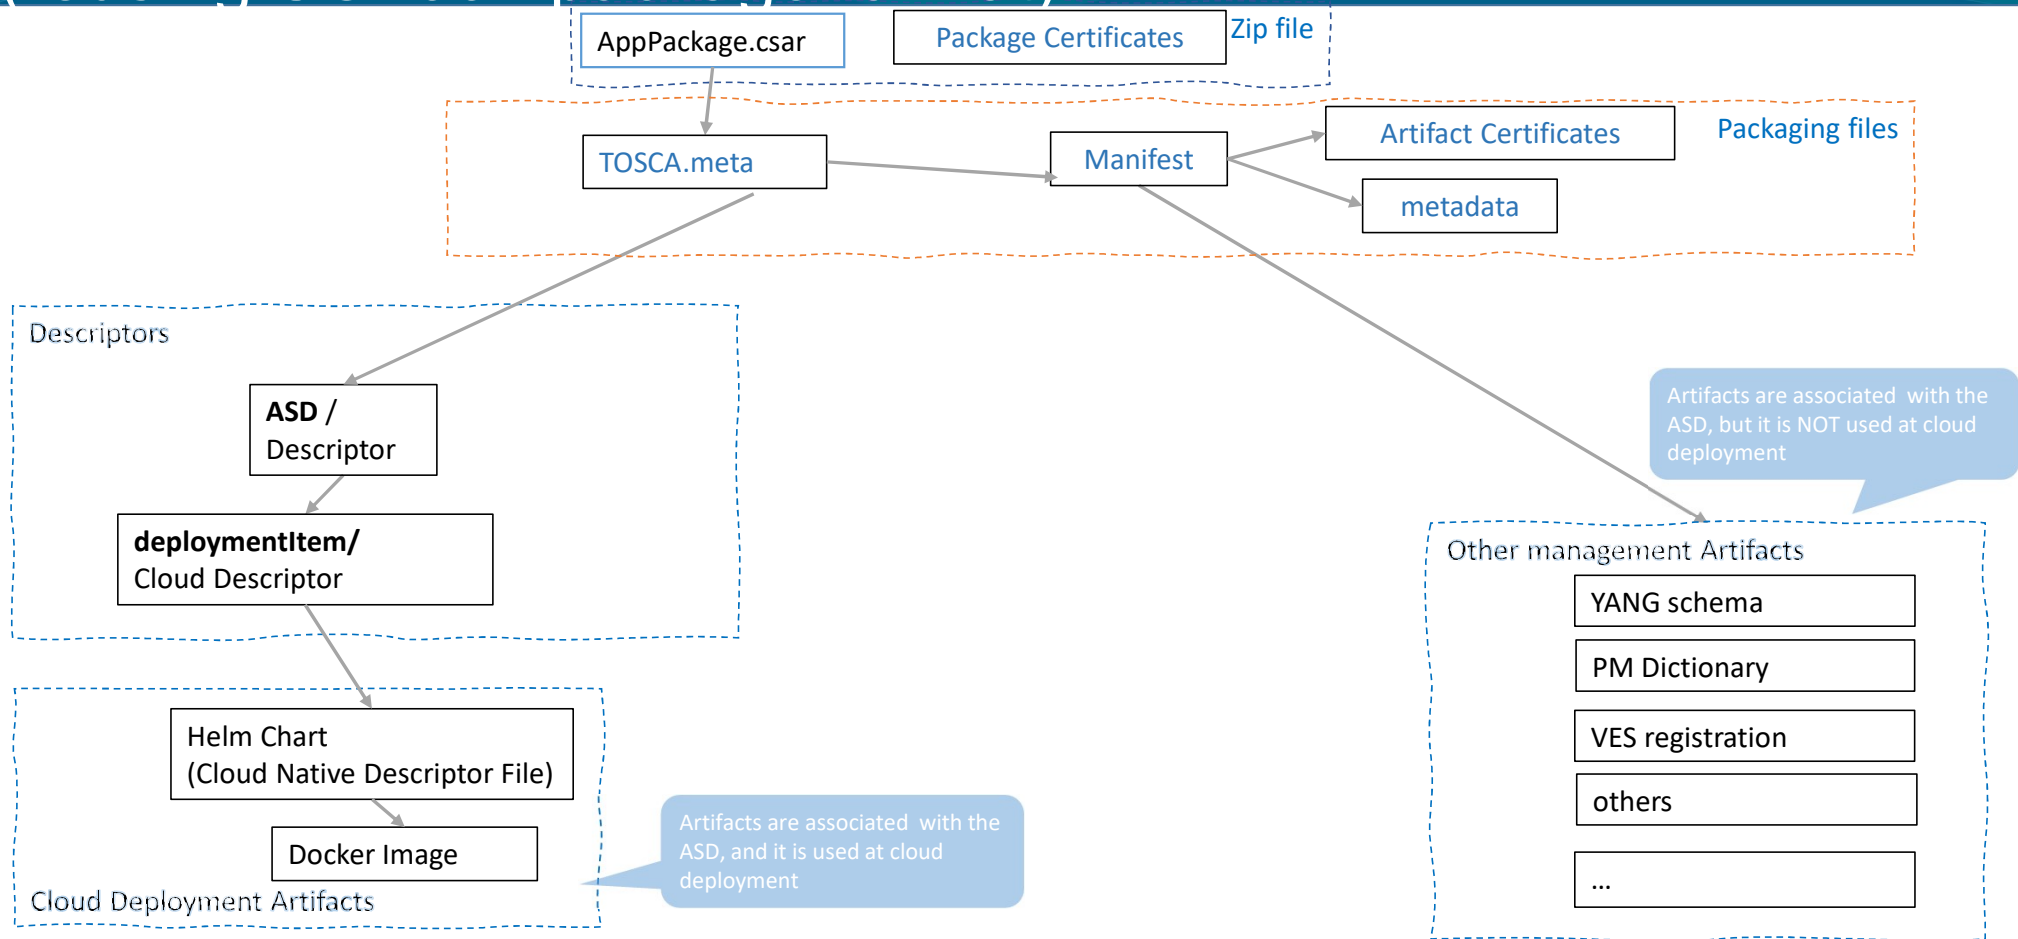 AppPackage.csar
Package Certificates
Zip file
TOSCA.meta
Manifest
Artifact Certificates
metadata
Packaging files
Descriptors
ASD /
Descriptor
deploymentItem/
Cloud Descriptor
Helm Chart
(Cloud Native Descriptor File)
Docker Image
Cloud Deployment Artifacts
Artifacts are associated with the
ASD, and it is used at cloud
deployment
Artifacts are associated with the
ASD, but it is NOT used at cloud
deployment
Other management Artifacts
YANG schema
PM Dictionary
VES registration
others
...